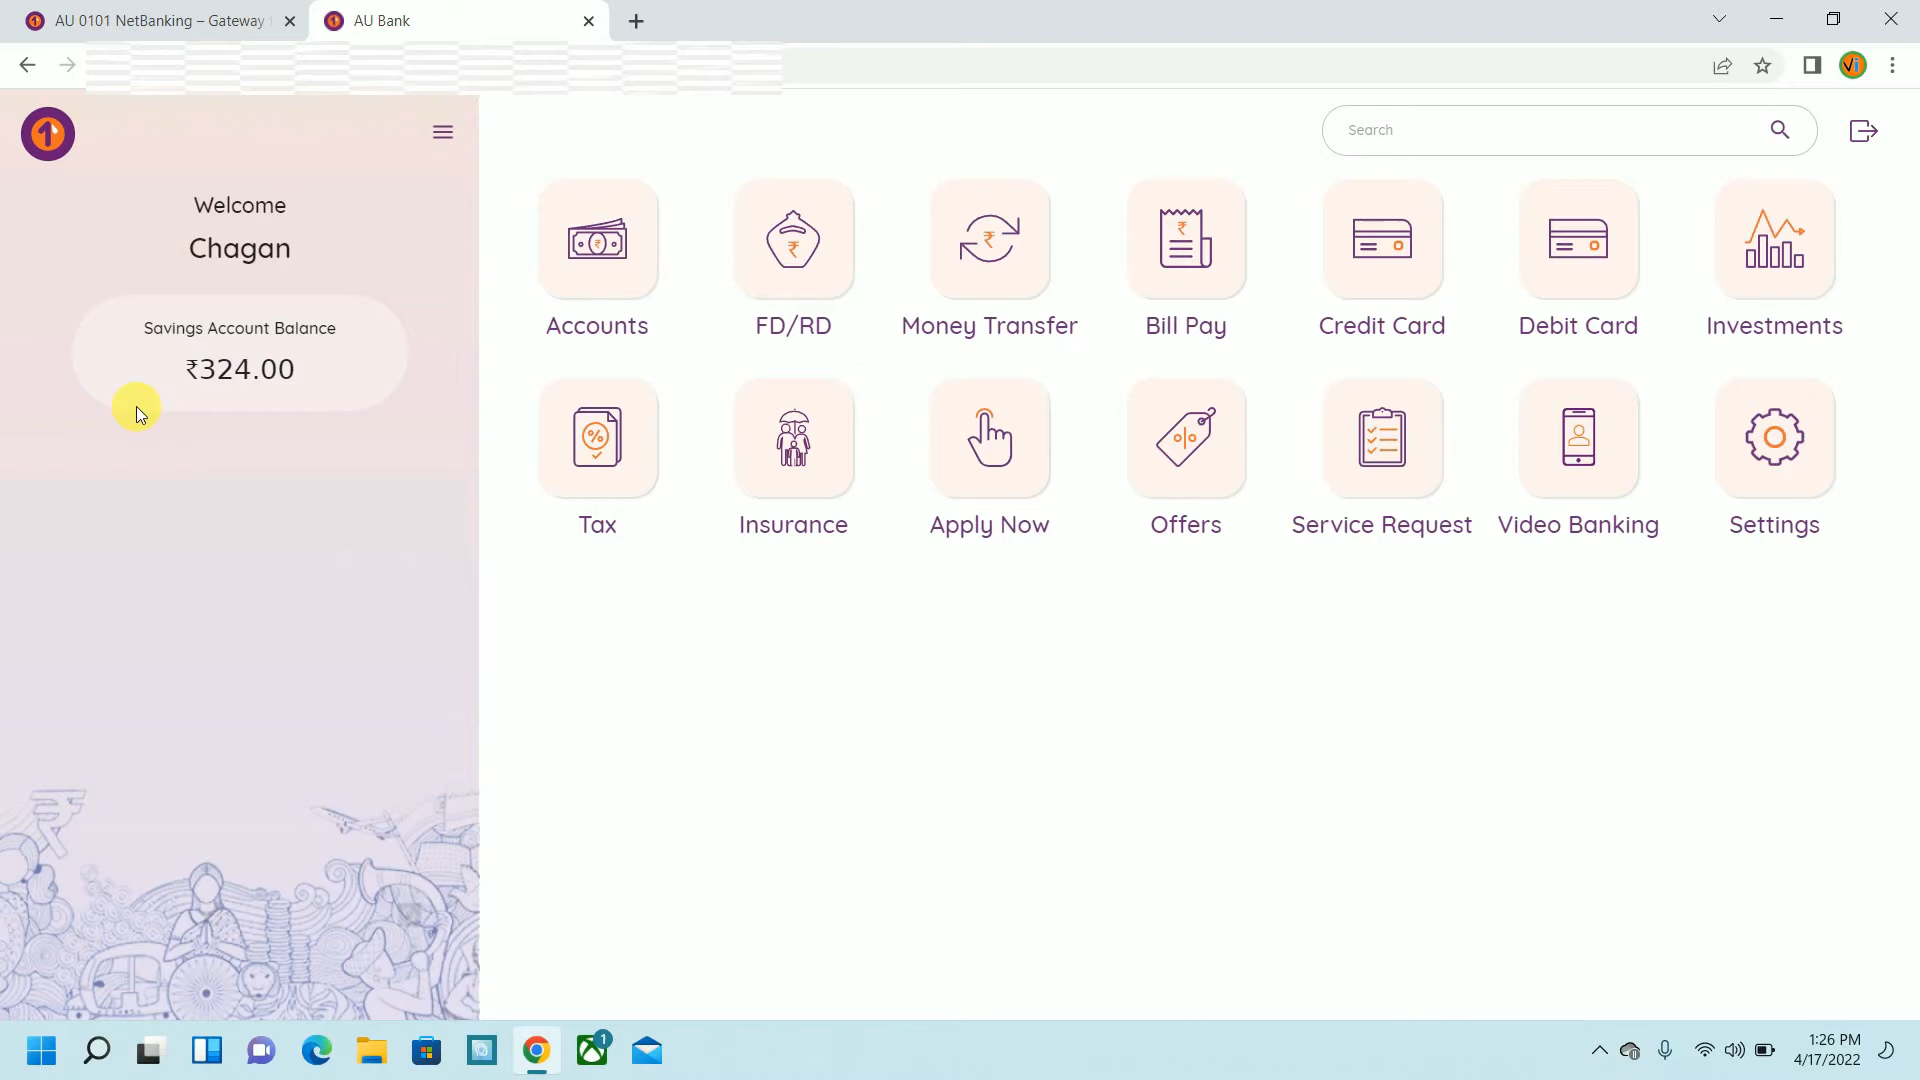 AU 0101 NetBanking – Gateway
AU Bank
Search
Welcome
Chagan
Savings Account Balance
₹324.00
Accounts
FD/RD
Money Transfer
Bill Pay
Credit Card
Debit Card
Investments
Tax
Insurance
Apply Now
Offers
Service Request
Video Banking
Settings
1
1:26 PM
4/17/2022